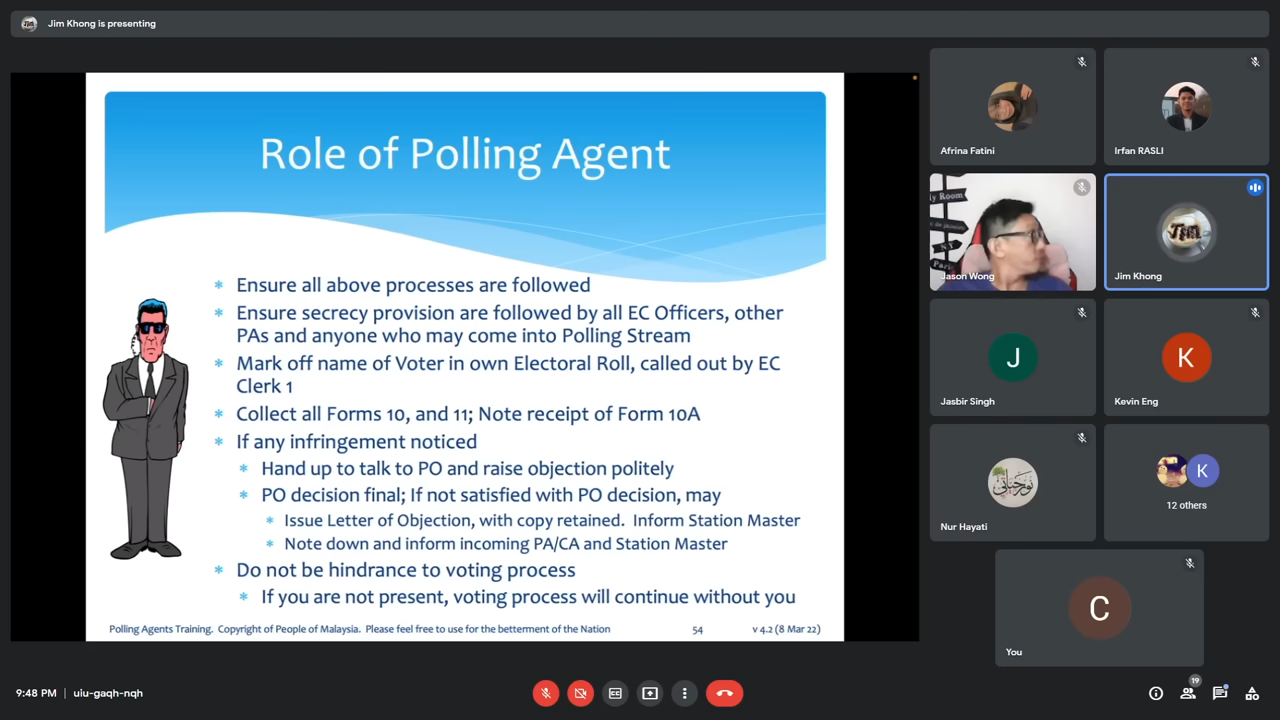 Jim Khong is presenting
Role of Polling Agent
* Ensure all above processes are followed
* Ensure secrecy provision are followed by all EC Officers, other
PAs and anyone who may come into Polling Stream
* Mark off name of Voter in own Electoral Roll, called out by EC
Clerk 1
* Collect all Forms 10, and 11; Note receipt of Form 10A
* If any infringement noticed
* Hand up to talk to PO and raise objection politely
* PO decision final; If not satisfied with PO decision, may
* Issue Letter of Objection, with copy retained. Inform Station Master
* Note down and inform incoming PA/CA and Station Master
* Do not be hindrance to voting process
* If you are not present, voting process will continue without you
Polling Agents Training. Copyright of People of Malaysia. Please feel free to use for the betterment of the Nation 54 v 4.2 (8 Mar 22)
Afrina Fatini
Irfan RASLI
Room
Jason Wong
Jim
Jim Khong
J
Jasbir Singh
K
Kevin Eng
Nur Hayati
K
12 others
C
You
9:48 PM | uiu-gaqh-nqh
CC
19